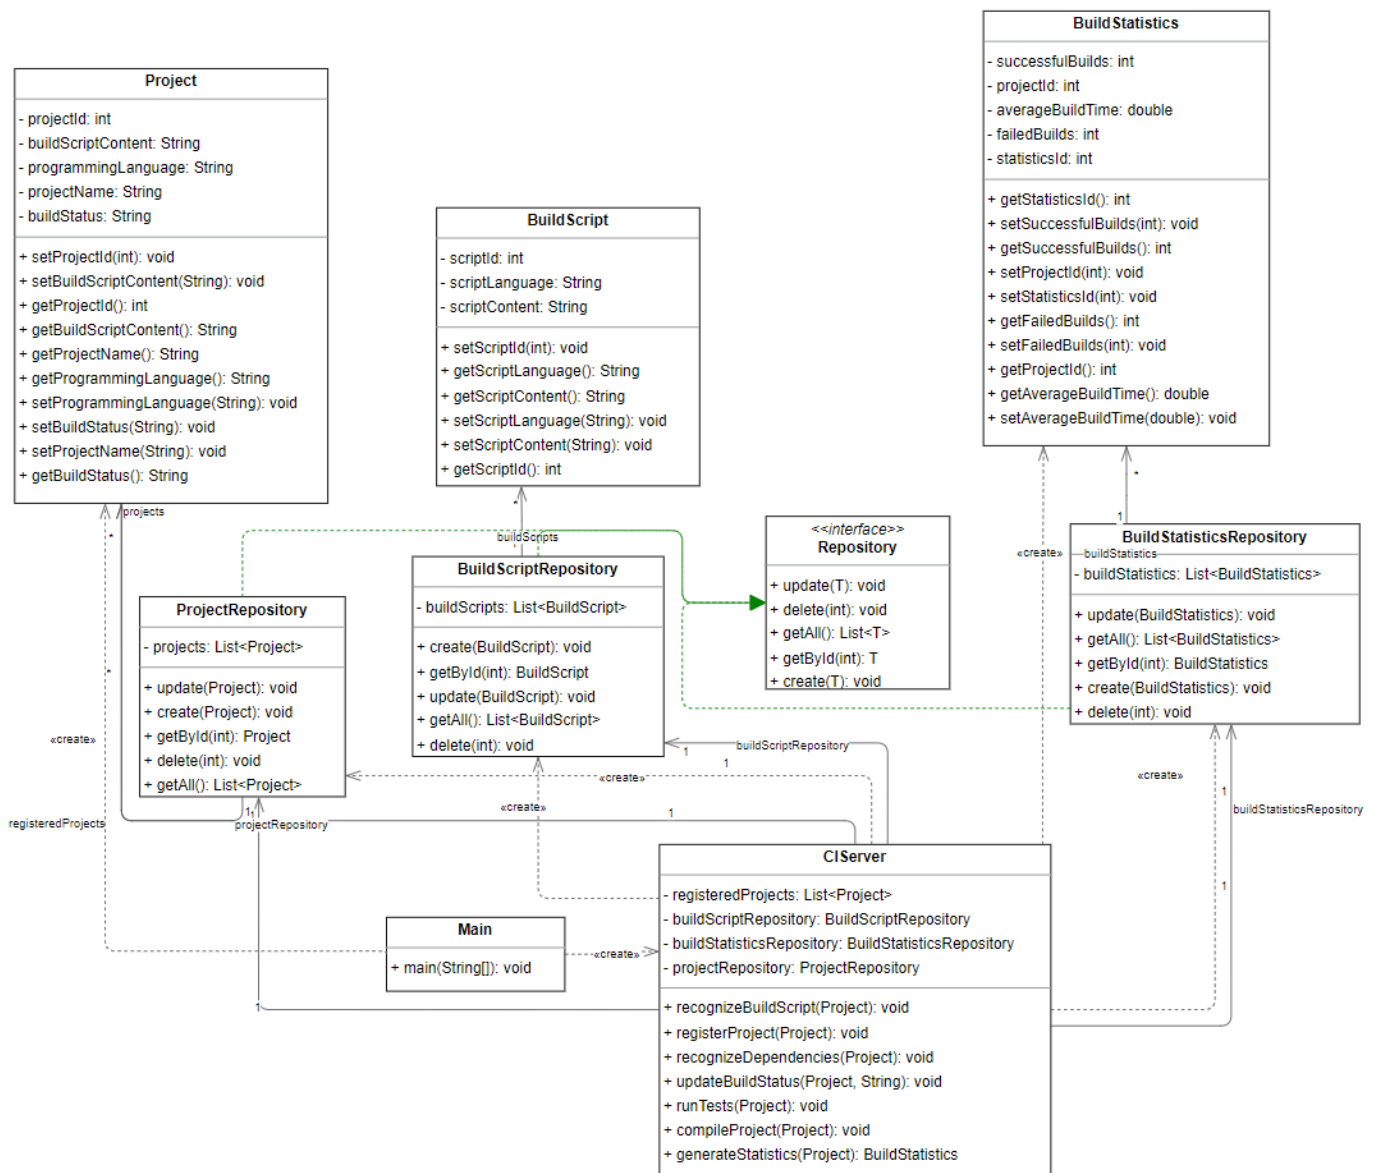 BuildStatistics
- successfulBuilds: int
- projectId: int
- averageBuildTime: double
- failedBuilds: int
- statisticsId: int
+ getStatisticsId(): int
+ setSuccessfulBuilds(int): void
+ getSuccessfulBuilds(): int
+ setProjectId(int): void
+ setStatisticsId(int): void
+ getFailedBuilds(): int
+ setFailedBuilds(int): void
+ getProjectId(): int
+ getAverageBuildTime(): double
+ setAverageBuildTime(double): void
Project
- projectId: int
- buildScriptContent: String
- programmingLanguage: String
- projectName: String
- buildStatus: String
+ setProjectId(int): void
+ setBuildScriptContent(String): void
+ getProjectId(): int
+ getBuildScriptContent(): String
+ getProjectName(): String
+ getProgrammingLanguage(): String
+ setProgrammingLanguage(String): void
+ setBuildStatus(String): void
+ setProjectName(String): void
+ getBuildStatus(): String
BuildScript
- scriptId: int
- scriptLanguage: String
- scriptContent: String
+ setScriptId(int): void
+ getScriptLanguage(): String
+ getScriptContent(): String
+ setScriptLanguage(String): void
+ setScriptContent(String): void
+ getScriptId(): int
projects
*
*
buildScripts
*
*
1
«create»
buildStatistics
<<interface>>
Repository
+ update(T): void
+ delete(int): void
+ getAll(): List<T>
+ getById(int): T
+ create(T): void
BuildStatisticsRepository
- buildStatistics: List<BuildStatistics>
+ update(BuildStatistics): void
+ getAll(): List<BuildStatistics>
+ getById(int): BuildStatistics
+ create(BuildStatistics): void
+ delete(int): void
BuildScriptRepository
- buildScripts: List<BuildScript>
+ create(BuildScript): void
+ getById(int): BuildScript
+ update(BuildScript): void
+ getAll(): List<BuildScript>
+ delete(int): void
ProjectRepository
- projects: List<Project>
+ update(Project): void
+ create(Project): void
+ getById(int): Project
+ delete(int): void
+ getAll(): List<Project>
«create»
registeredProjects
1
1
projectRepository
«create»
«create»
1
buildScriptRepository
1
1
«create»
1
buildStatisticsRepository
1
Main
+ main(String[]): void
«create»
1
CIServer
- registeredProjects: List<Project>
- buildScriptRepository: BuildScriptRepository
- buildStatisticsRepository: BuildStatisticsRepository
- projectRepository: ProjectRepository
+ recognizeBuildScript(Project): void
+ registerProject(Project): void
+ recognizeDependencies(Project): void
+ updateBuildStatus(Project, String): void
+ runTests(Project): void
+ compileProject(Project): void
+ generateStatistics(Project): BuildStatistics